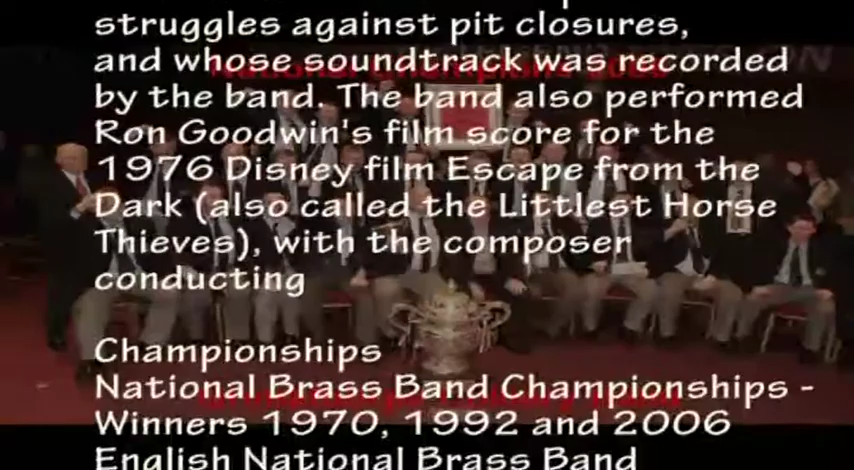 struggles against pit closures,
and whose soundtrack was recorded
by the band. The band also performed
Ron Goodwin's film score for the
1976 Disney film Escape from the
Dark (also called the Littlest Horse
Thieves), with the composer
conducting
Championships
National Brass Band Championships -
Winners 1970, 1992 and 2006
English National Brass Band